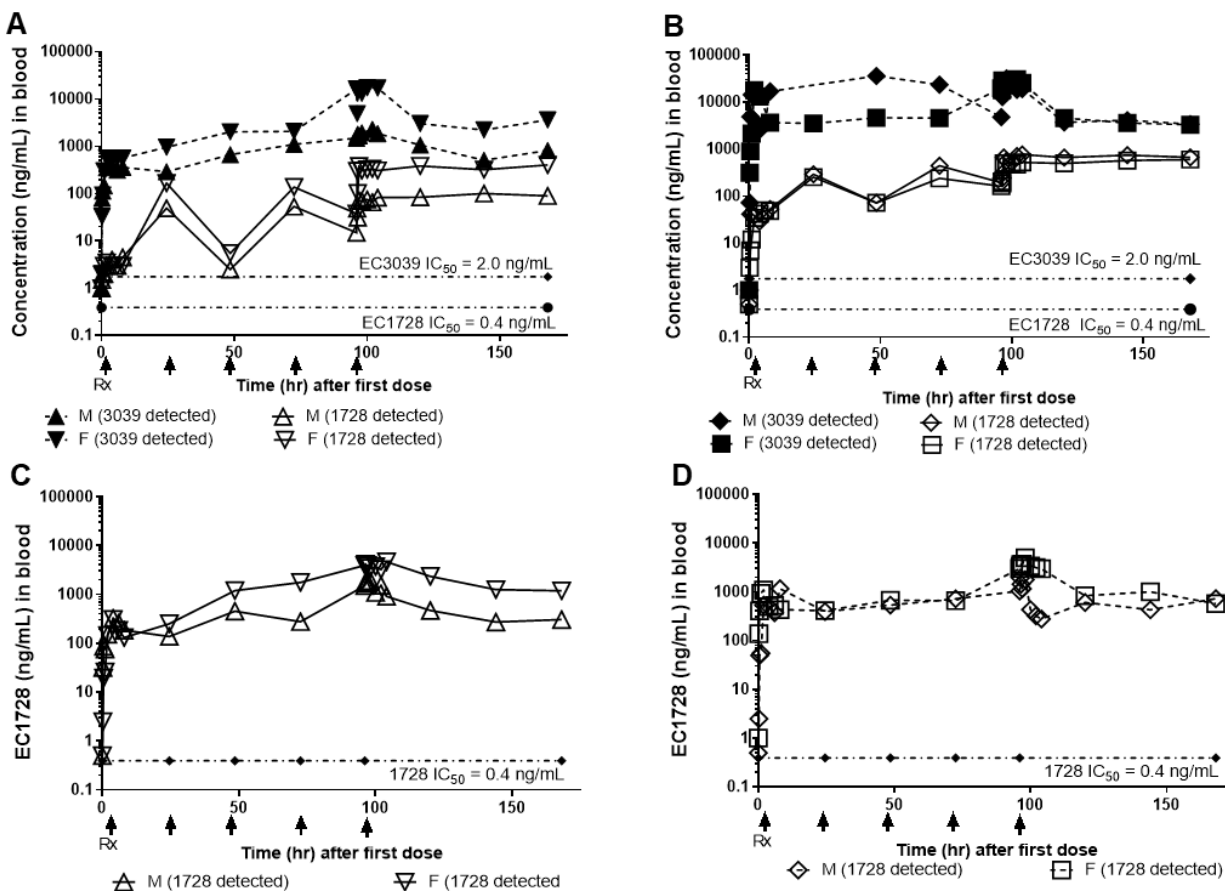 A
Concentration (ng/mL) in blood
100000
10000
1000
100
10
1
0.1
EC3039 IC50 = 2.0 ng/mL
EC1728 IC50 = 0.4 ng/mL
0 50 100 150
Rx
Time (hr) after first dose
M (3039 detected) M (1728 detected)
F (3039 detected) F (1728 detected)
B
Concentration (ng/mL) in blood
100000
10000
1000
100
10
1
0.1
EC3039 IC50 = 2.0 ng/mL
EC1728 IC50 = 0.4 ng/mL
0 50 100 150
Rx
Time (hr) after first dose
M (3039 detected) M (1728 detected)
F (3039 detected) F (1728 detected)
C
EC1728 (ng/mL) in blood
100000
10000
1000
100
10
1
0.1
1728 IC50 = 0.4 ng/mL
0 50 100 150
Rx
Time (hr) after first dose
M (1728 detected) F (1728 detected
D
EC1728 (ng/mL) in blood
100000
10000
1000
100
10
1
0.1
1728 IC50 = 0.4 ng/mL
0 50 100 150
Rx
Time (hr) after first dose
M (1728 detected) F (1728 detected)